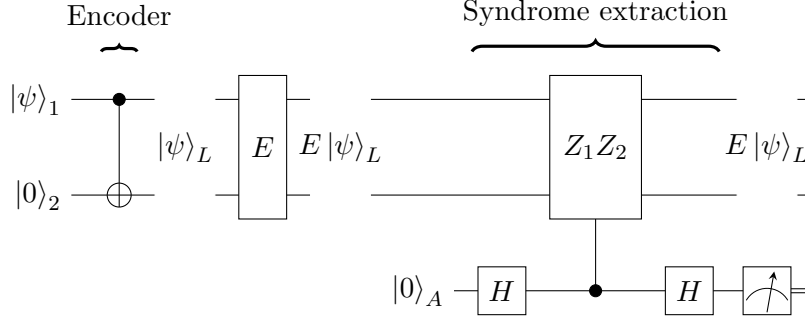 Encoder
Syndrome extraction
|ψ⟩₁
|ψ⟩_L
E
E |ψ⟩_L
Z₁Z₂
E |ψ⟩_L
|0⟩₂
|0⟩_A
H
H